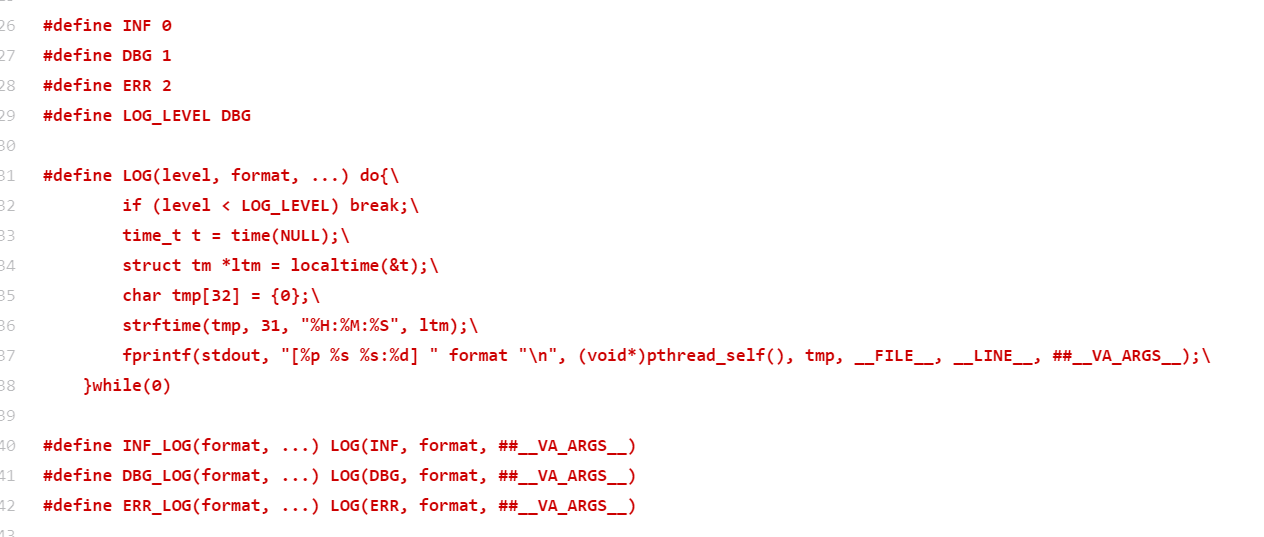 26 #define INF 0
27 #define DBG 1
28 #define ERR 2
29 #define LOG_LEVEL DBG
30
31 #define LOG(level, format, ...) do{\
32         if (level < LOG_LEVEL) break;\
33         time_t t = time(NULL);\
34         struct tm *ltm = localtime(&t);\
35         char tmp[32] = {0};\
36         strftime(tmp, 31, "%H:%M:%S", ltm);\
37         fprintf(stdout, "[%p %s %s:%d] " format "\n", (void*)pthread_self(), tmp, __FILE__, __LINE__, ##__VA_ARGS__);\
38     }while(0)
39
40 #define INF_LOG(format, ...) LOG(INF, format, ##__VA_ARGS__)
41 #define DBG_LOG(format, ...) LOG(DBG, format, ##__VA_ARGS__)
42 #define ERR_LOG(format, ...) LOG(ERR, format, ##__VA_ARGS__)
43